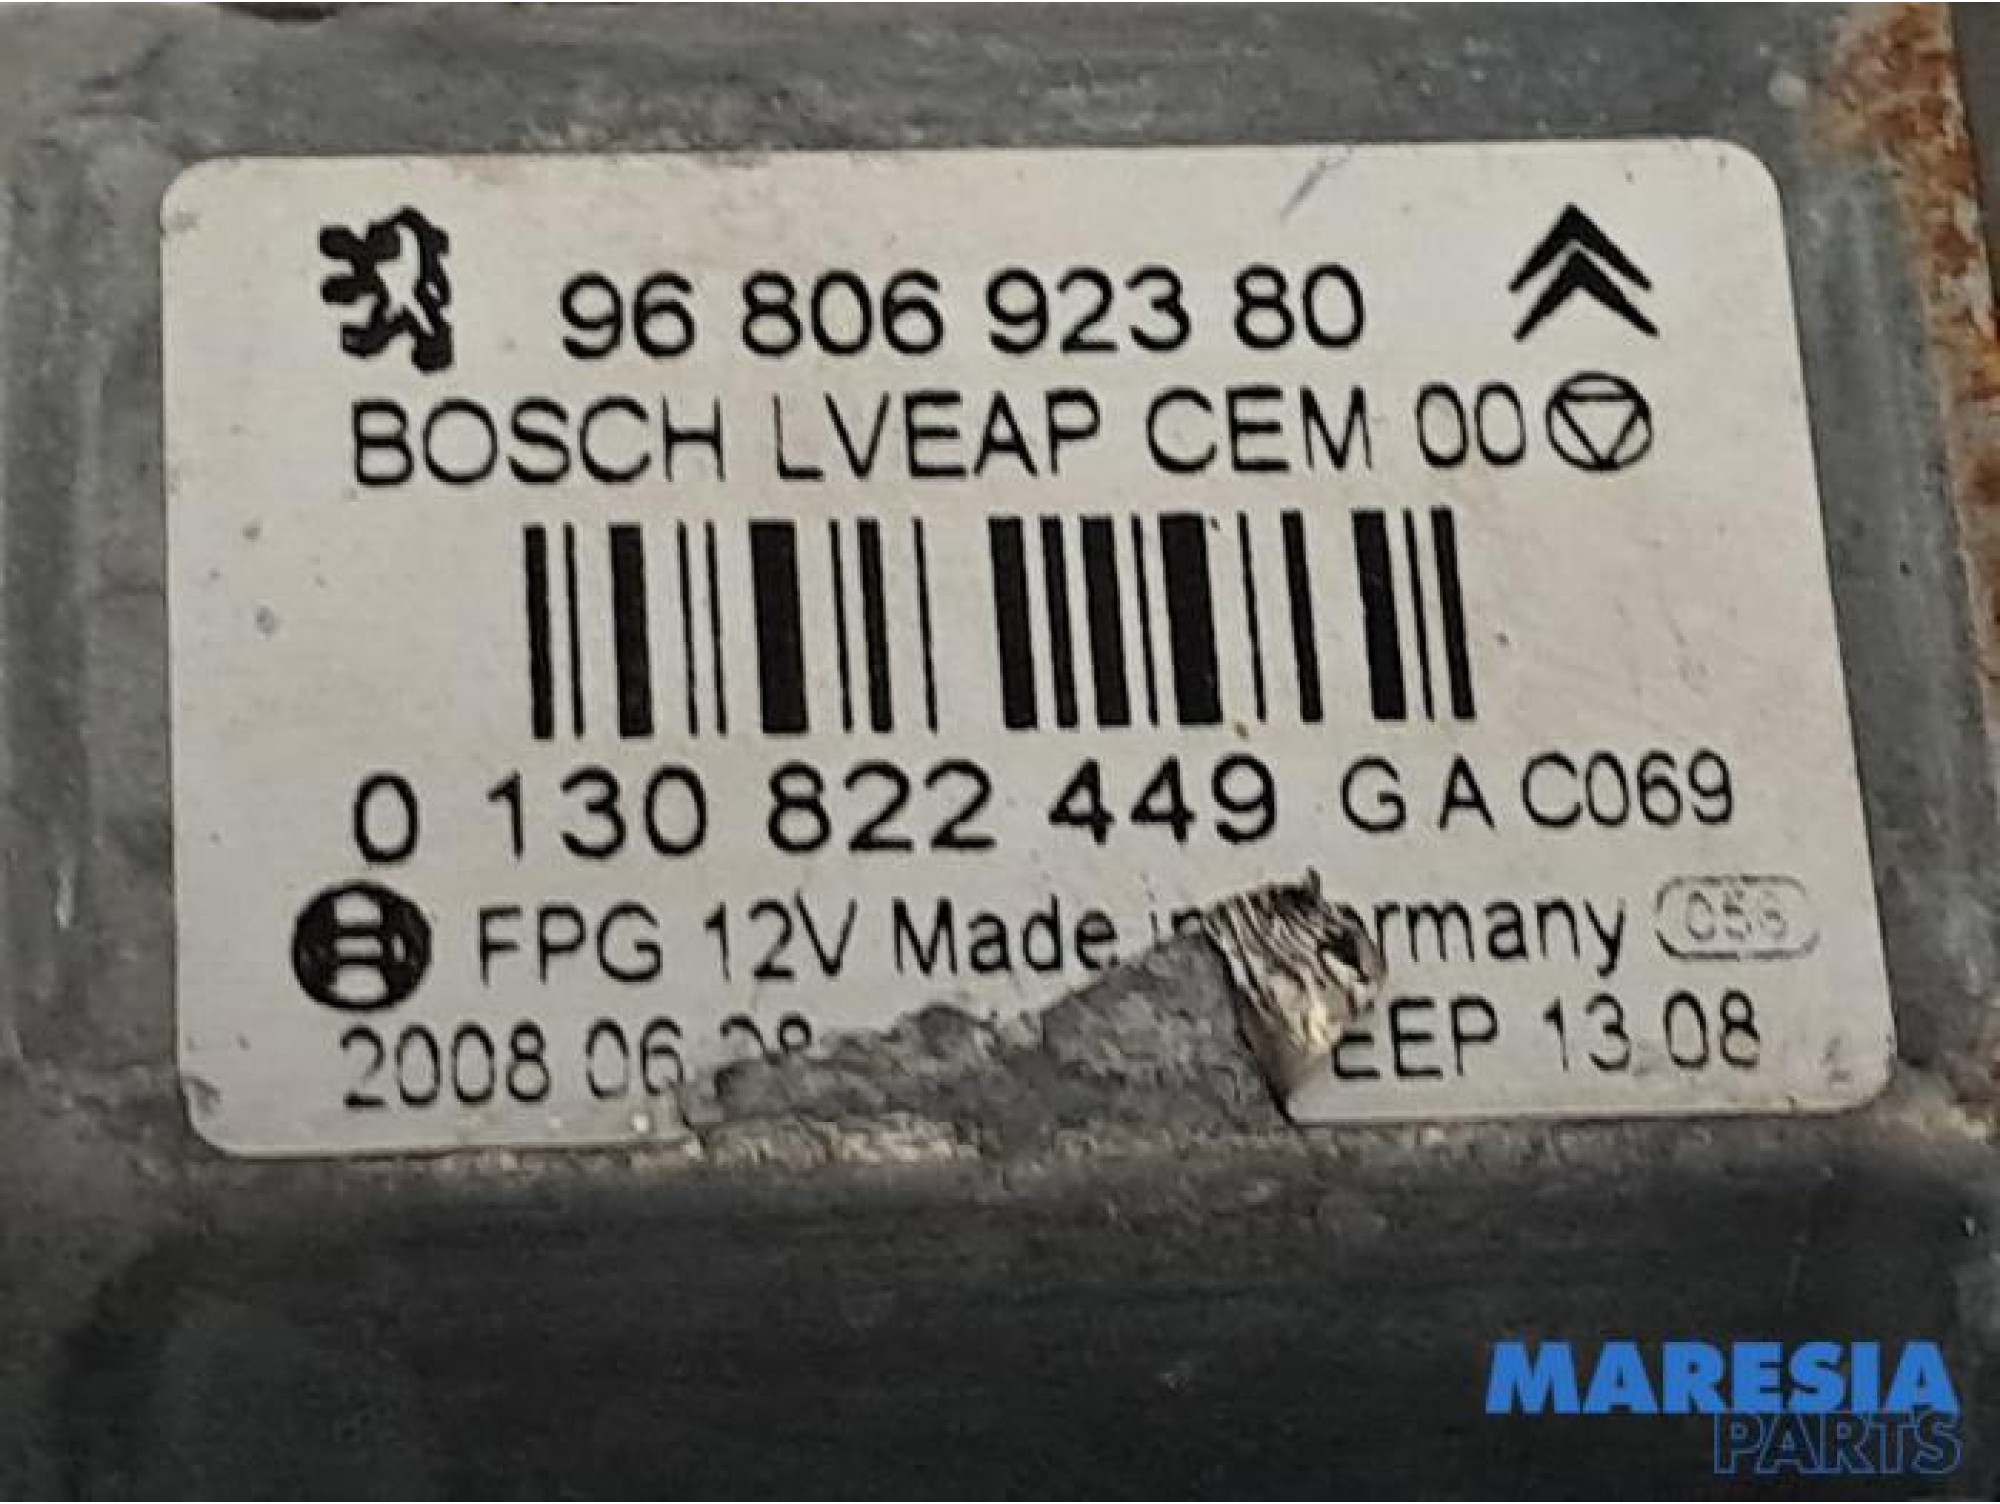 96 806 923 80
BOSCH LVEAP CEM 00
0 130 822 449 G A C069
FPG 12V Made in
2008 06 EEP 13 08
MARESIA
PARTS